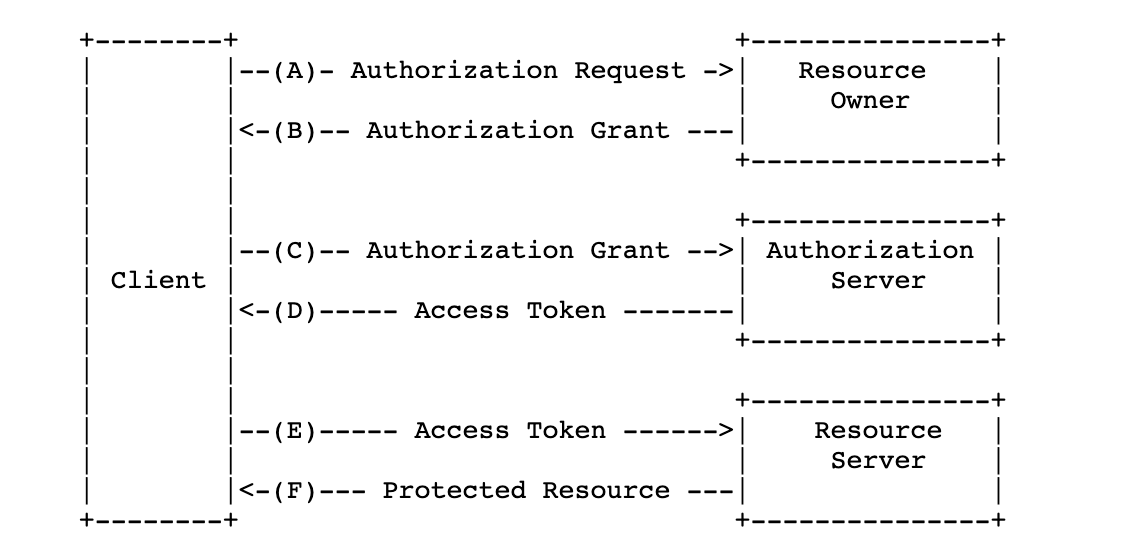 +--------+                               +---------------+
|        |--(A)- Authorization Request ->|   Resource    |
|        |                               |     Owner     |
|        |<-(B)-- Authorization Grant ---|               |
|        |                               +---------------+
|        |
|        |                               +---------------+
|        |--(C)-- Authorization Grant -->| Authorization |
| Client |                               |     Server    |
|        |<-(D)----- Access Token -------|               |
|        |                               +---------------+
|        |
|        |                               +---------------+
|        |--(E)----- Access Token ------>|    Resource   |
|        |                               |     Server    |
|        |<-(F)--- Protected Resource ---|               |
+--------+                               +---------------+